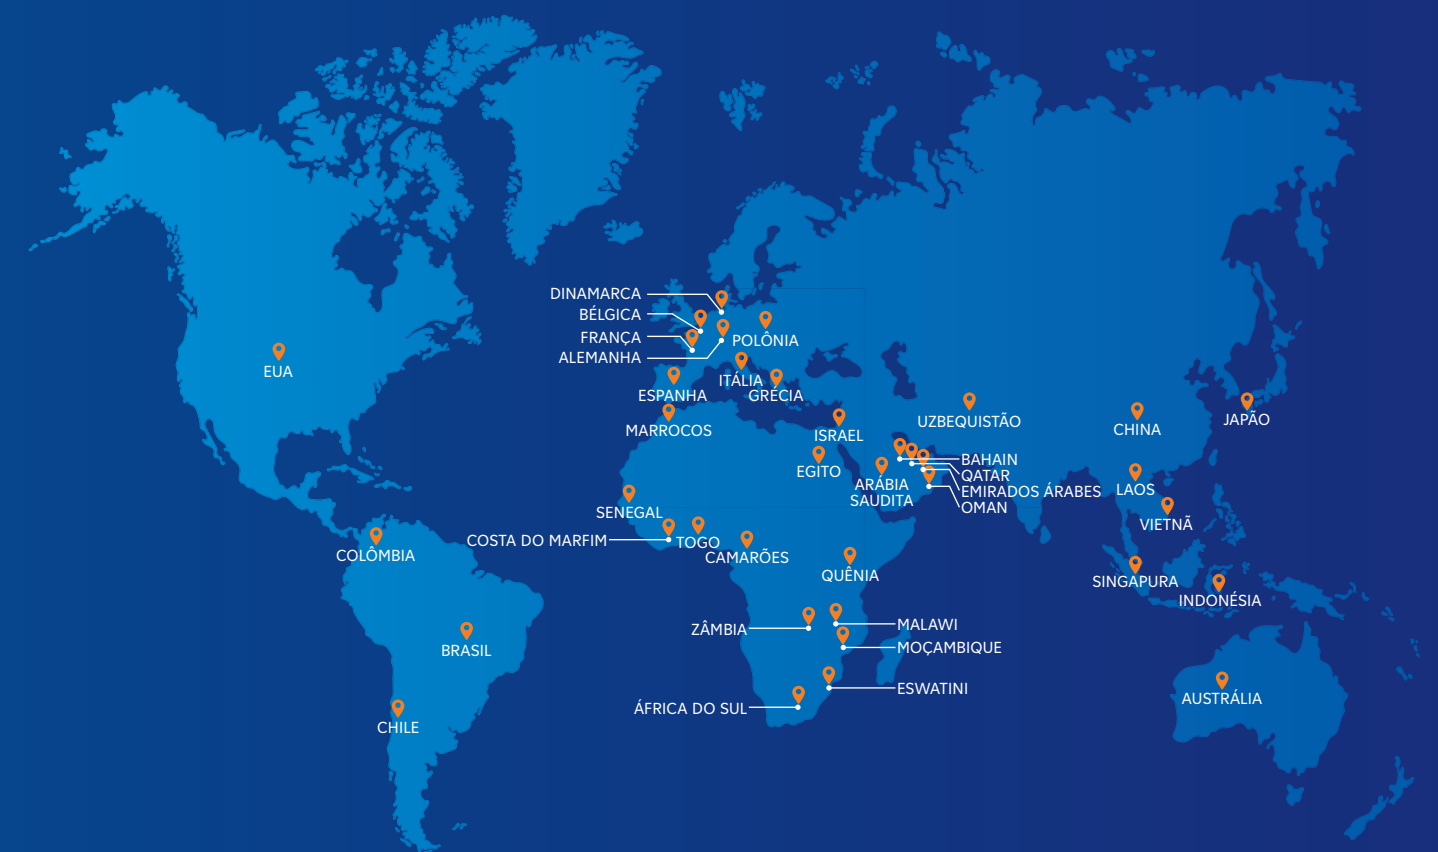 DINAMARCA
BÉLGICA
FRANÇA
ALEMANHA
POLÔNIA
EUA
ITÁLIA
ESPANHA
GRÉCIA
MARROCOS
ISRAEL
UZBEQUISTÃO
CHINA
JAPÃO
EGITO
ARÁBIA
SAUDITA
BAHAIN
QATAR
EMIRADOS ÁRABES
OMAN
LAOS
VIETNÃ
SENEGAL
COSTA DO MARFIM
TOGO
CAMARÕES
COLÔMBIA
QUÊNIA
SINGAPURA
INDONÉSIA
ZÂMBIA
MALAWI
MOÇAMBIQUE
BRASIL
ESWATINI
ÁFRICA DO SUL
AUSTRÁLIA
CHILE